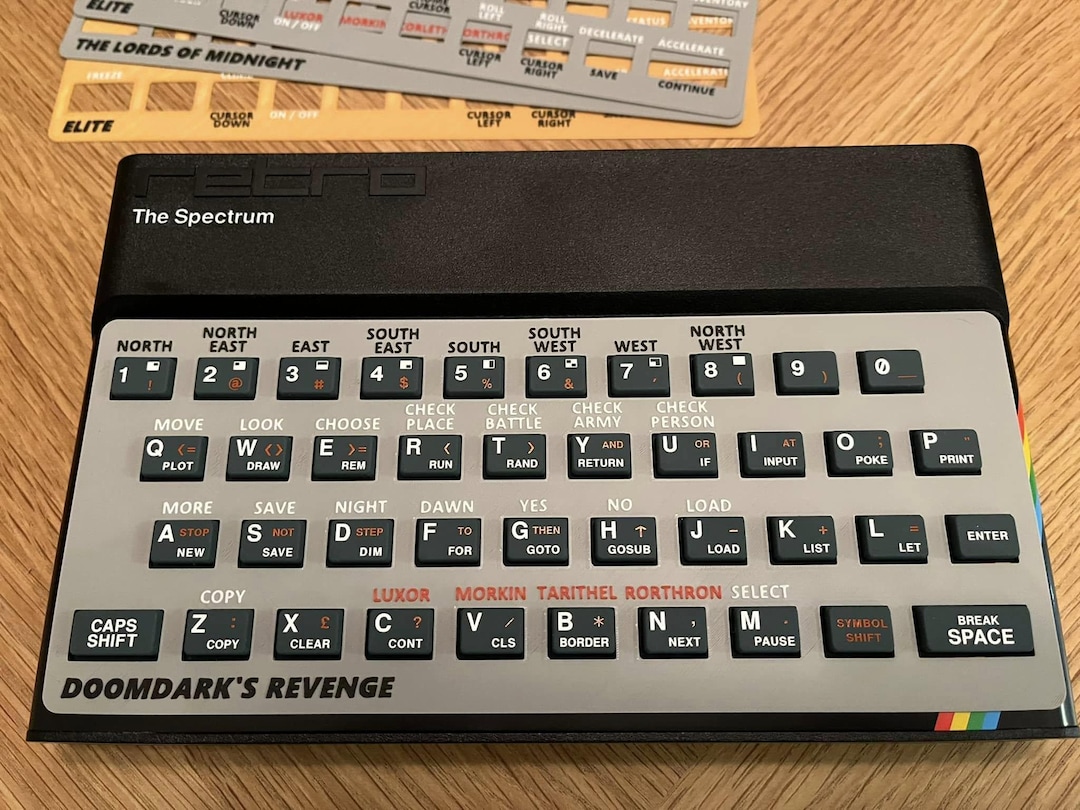 ELITE
CURSOR DOWN
LUXOR
ON / OFF
MORKIN
CURSOR
ROLL LEFT
ROLL RIGHT
SELECT
DECELERATE
ACCELERATE
THE LORDS OF MIDNIGHT
CURSOR LEFT
CURSOR RIGHT
SAVE
CONTINUE
ELITE
FREEZE
CURSOR DOWN
ON / OFF
CURSOR LEFT
CURSOR RIGHT
retro
The Spectrum
NORTH NORTH EAST EAST SOUTH EAST SOUTH SOUTH WEST WEST NORTH WEST
1 ! 2 @ 3 # 4 $ 5 % 6 & 7 ' 8 ( 9 ) 0 _
MOVE LOOK CHOOSE CHECK PLACE CHECK BATTLE CHECK ARMY CHECK PERSON
Q <= PLOT W <> DRAW E >= REM R < RUN T > RAND Y AND RETURN U OR IF I AT INPUT O ; POKE P " PRINT
MORE SAVE NIGHT DAWN YES NO LOAD
A STOP NEW S NOT SAVE D STEP DIM F TO FOR G THEN GOTO H ↑ GOSUB J - LOAD K + LIST L = LET ENTER
COPY LUXOR MORKIN TARITHEL RORTHRON SELECT
CAPS SHIFT Z : COPY X £ CLEAR C ? CONT V / CLS B * BORDER N , NEXT M . PAUSE SYMBOL SHIFT BREAK SPACE
DOOMDARK'S REVENGE